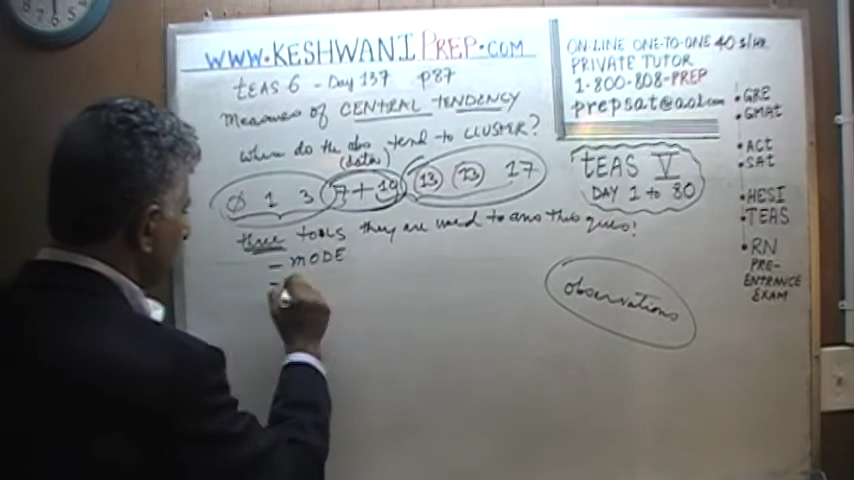 WWW.KESHWANIPREP.COM
TEAS 6 - Day 137 p87
Measures of CENTRAL TENDENCY
where do the obs tend to CLUSTER?
(data)
0 1 3 7 + 10 13 13 17
three tools they are used to ans this ques!
- MODE
-
observations
ON-LINE ONE-TO-ONE 40 $/HR
PRIVATE TUTOR
1-800-808-PREP
prepsat@aol.com
TEAS V
DAY 1 to 80
• GRE
• GMAT
• ACT
• SAT
• HESI
• TEAS
• RN
PRE-
ENTRANCE
EXAM